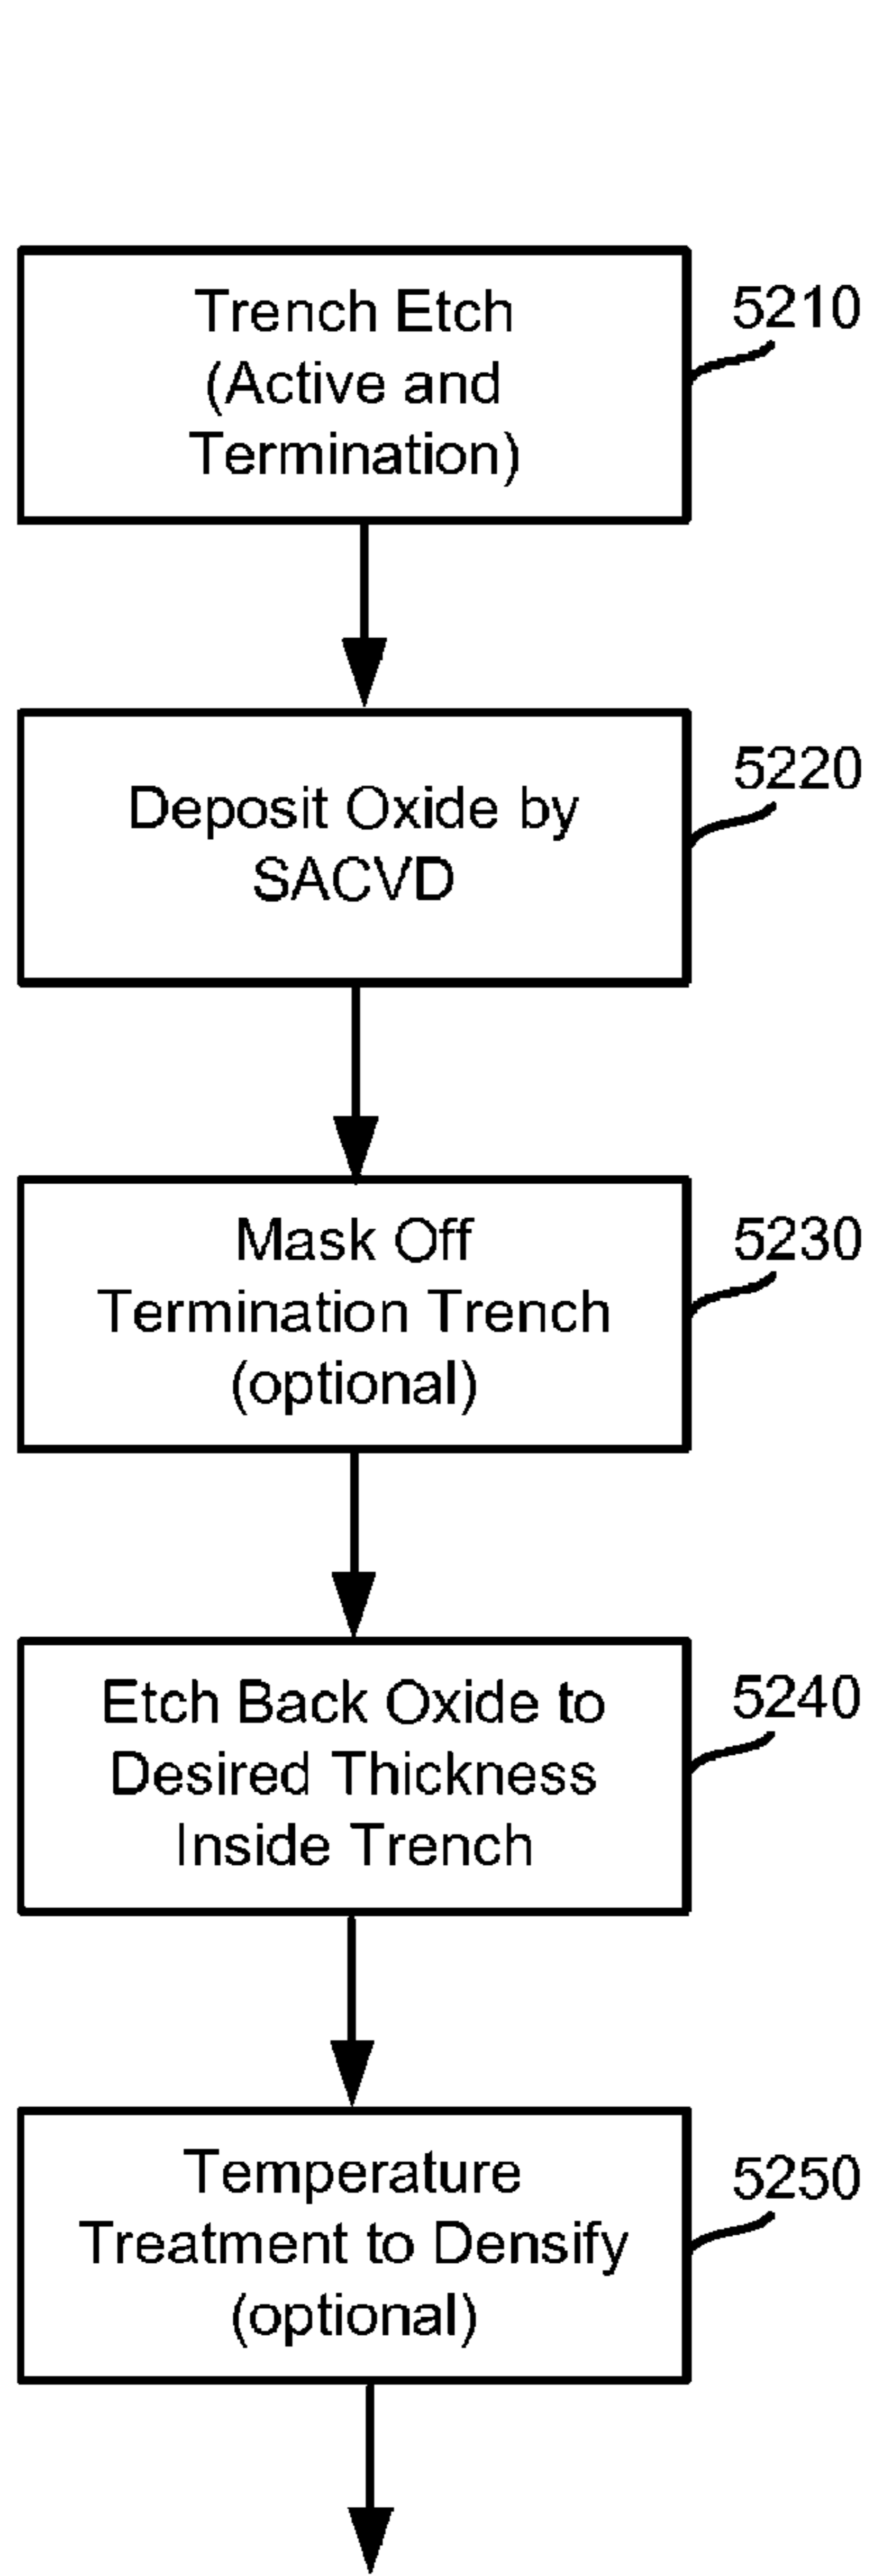 Trench Etch
(Active and
Termination)
5210
Deposit Oxide by
SACVD
5220
Mask Off
Termination Trench
(optional)
5230
Etch Back Oxide to
Desired Thickness
Inside Trench
5240
Temperature
Treatment to Densify
(optional)
5250